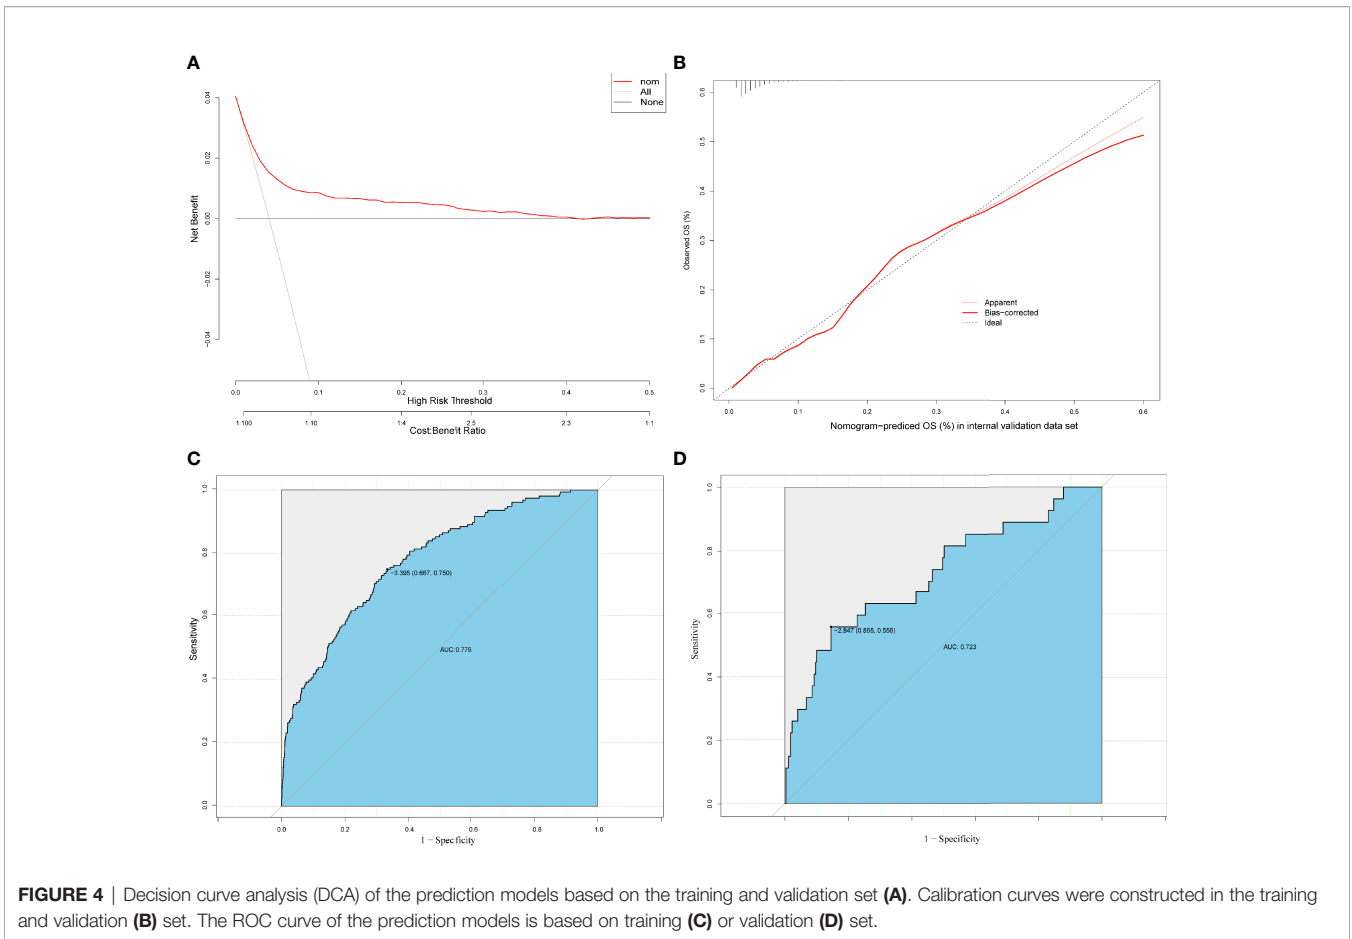 A
nom
All
None
0.04
0.02
0.00
−0.02
−0.04
Net Benefit
0.0 0.1 0.2 0.3 0.4 0.5
High Risk Threshold
1:100 1:10 1:4 2:5 2:3 1:1
Cost:Benefit Ratio
B
0.6
0.5
0.4
0.3
0.2
0.1
0.0
Observed OS (%)
Apparent
Bias−corrected
Ideal
0.0 0.1 0.2 0.3 0.4 0.5 0.6
Nomogram−prediced OS (%) in internal validation data set
C
1.0
0.8
0.6
0.4
0.2
0.0
Sensitivity
−3.395 (0.667, 0.750)
AUC:0.776
0.0 0.2 0.4 0.6 0.8 1.0
1 − Specficity
D
1.0
0.8
0.6
0.4
0.2
0.0
Sensitivity
−2.847 (0.855, 0.556)
AUC: 0.723
1 − Specificity
FIGURE 4 | Decision curve analysis (DCA) of the prediction models based on the training and validation set (A). Calibration curves were constructed in the training
and validation (B) set. The ROC curve of the prediction models is based on training (C) or validation (D) set.